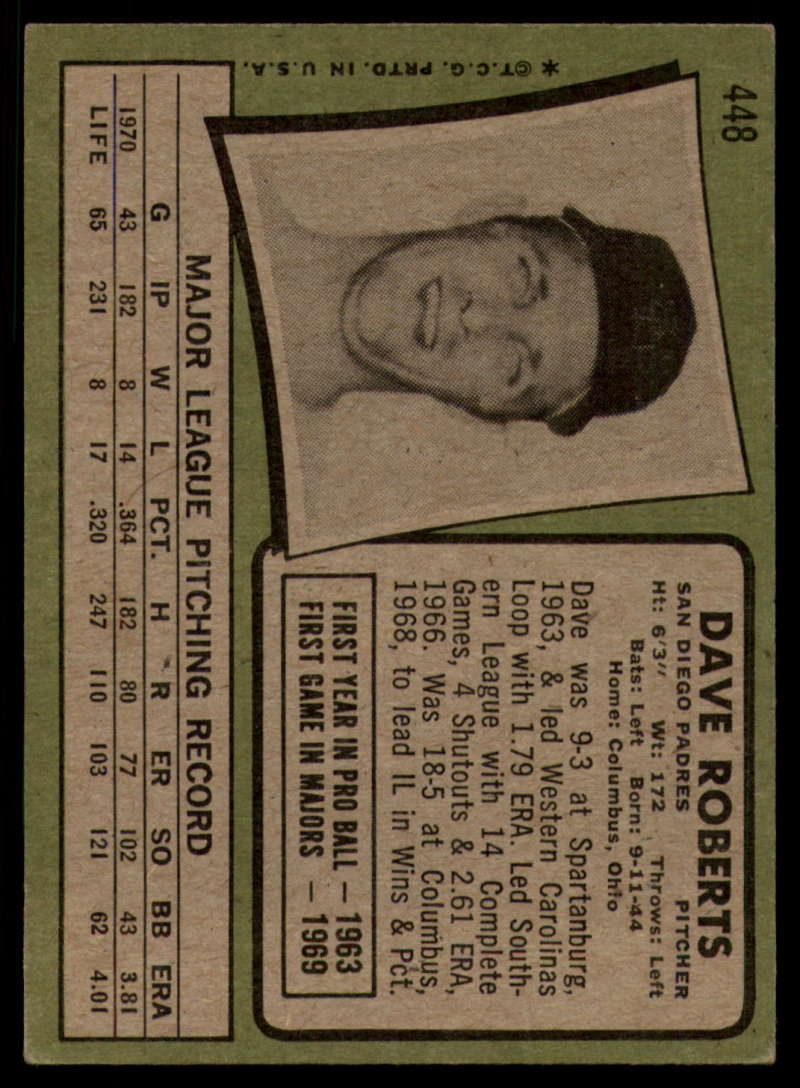 448
*©T.C.G. PRTD. IN U.S.A.
DAVE ROBERTS
SAN DIEGO PADRES PITCHER
Ht: 6'3" Wt: 172 Throws: Left
Bats: Left Born: 9-11-44
Home: Columbus, Ohio
Dave was 9-3 at Spartanburg,
1963, & led Western Carolinas
Loop with 1.79 ERA. Led South-
ern League with 14 Complete
Games, 4 Shutouts & 2.61 ERA,
1966. Was 18-5 at Columbus,
1968, to lead IL in Wins & Pct.
FIRST YEAR IN PRO BALL — 1963
FIRST GAME IN MAJORS — 1969
MAJOR LEAGUE PITCHING RECORD
G IP W L PCT. H R ER SO BB ERA
1970 43 182 8 14 .364 182 80 77 102 43 3.81
LIFE 65 231 8 17 .320 247 110 103 121 62 4.01